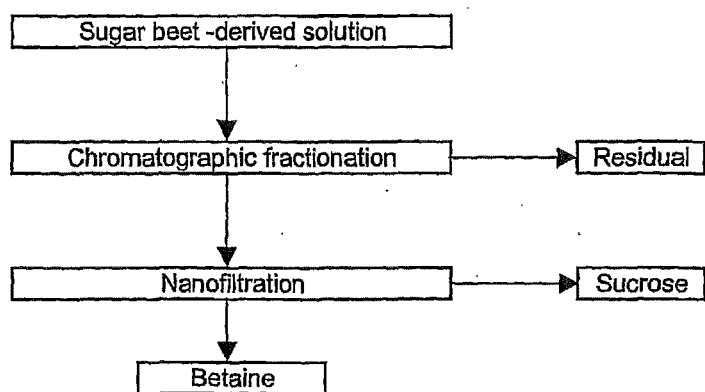 Sugar beet -derived solution
Chromatographic fractionation
Residual
Nanofiltration
Sucrose
Betaine